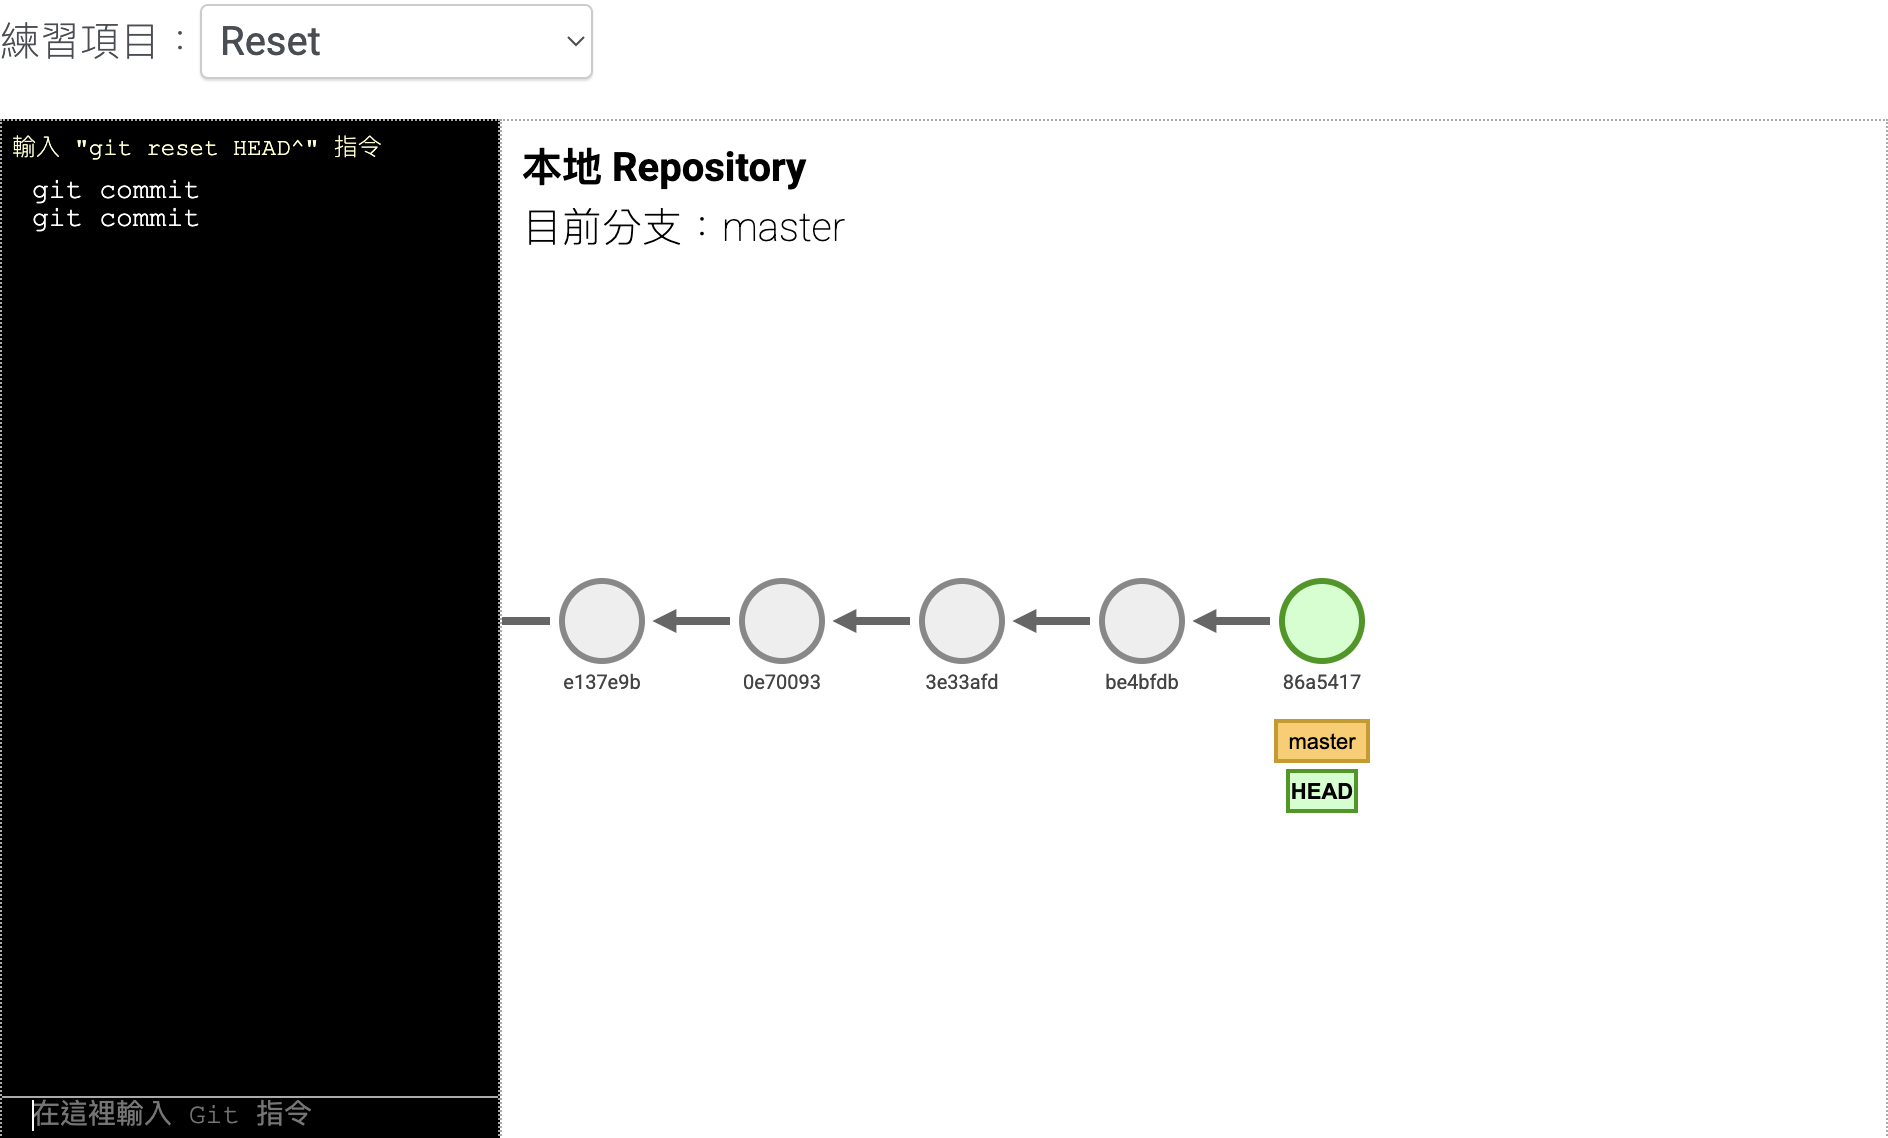 練習項目：Reset
輸入 "git reset HEAD^" 指令
git commit
git commit
在這裡輸入 Git 指令
本地 Repository
目前分支：master
e137e9b
0e70093
3e33afd
be4bfdb
86a5417
master
HEAD